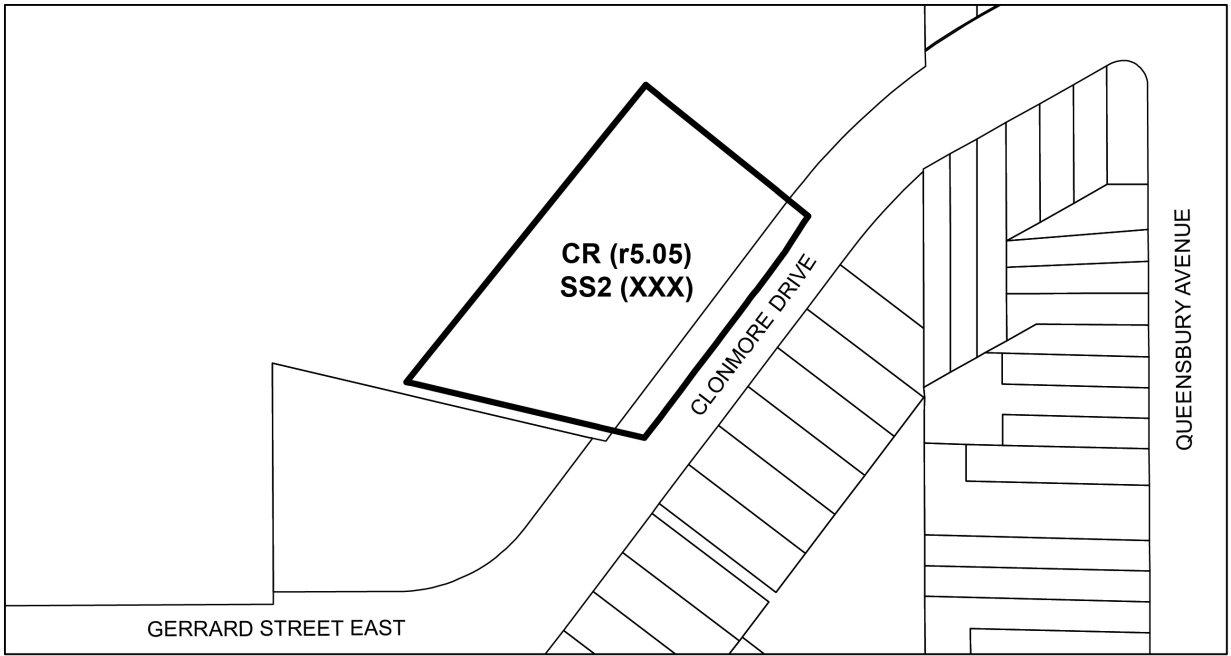 CR (r5.05)
SS2 (XXX)
CLONMORE DRIVE
QUEENSBURY AVENUE
GERRARD STREET EAST